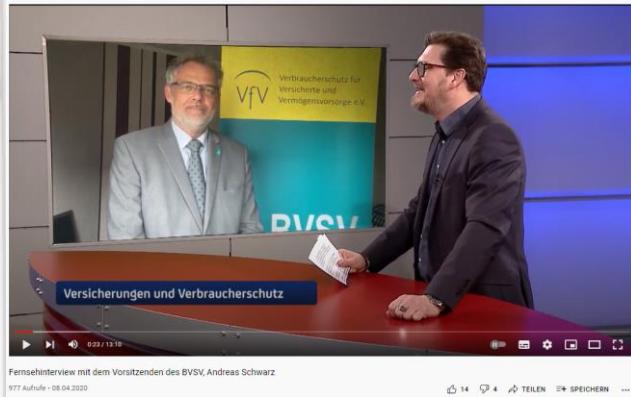 VfV
Verbraucherschutz für
Versicherte und
Vermögensvorsorge e.V.
BVSV
Versicherungen und Verbraucherschutz
0:23 / 13:10
Fernsehinterview mit dem Vorsitzenden des BVSV, Andreas Schwarz
977 Aufrufe • 08.04.2020
14
4
TEILEN
SPEICHERN